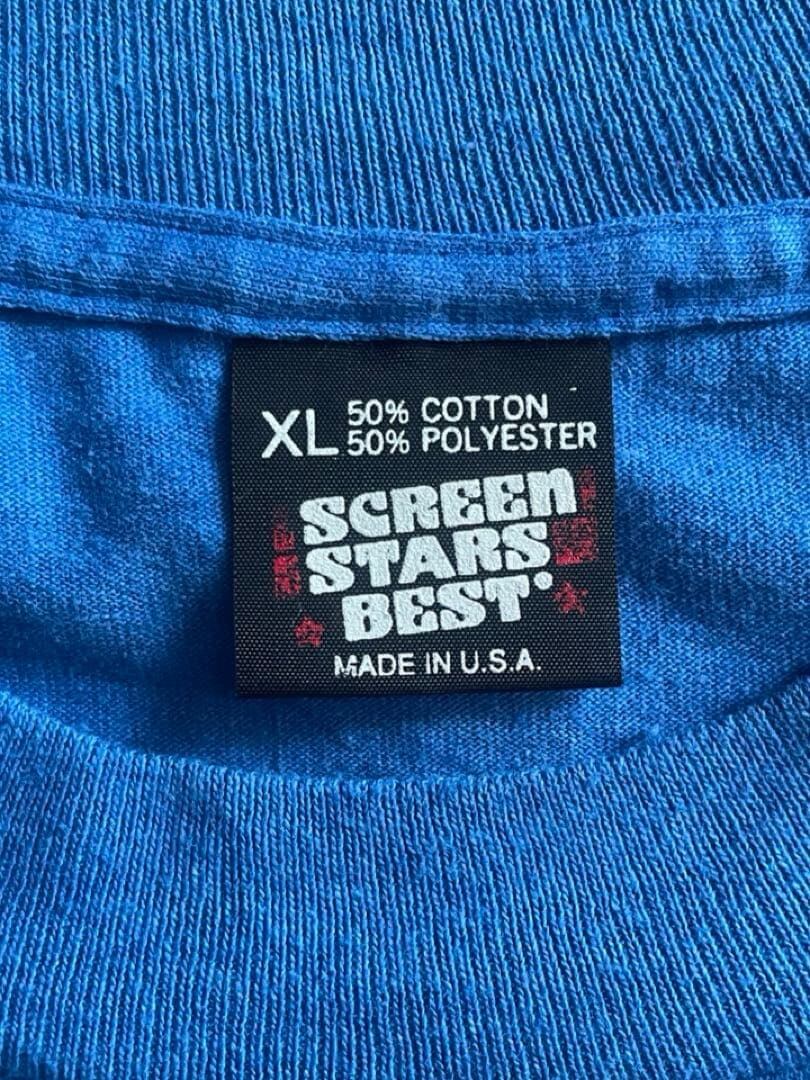 XL 50% COTTON
50% POLYESTER
SCREEN
STARS
BEST
MADE IN U.S.A.